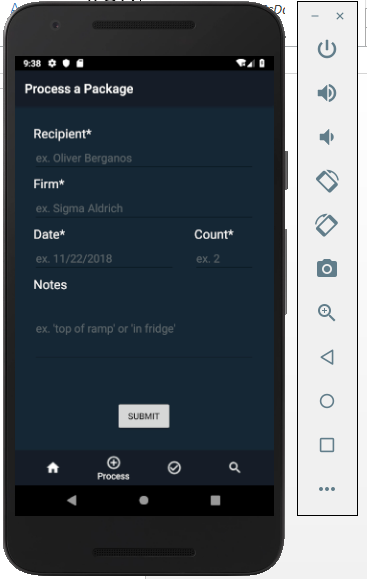 9:38
Process a Package
Recipient*
ex. Oliver Berganos
Firm*
ex. Sigma Aldrich
Date* Count*
ex. 11/22/2018 ex. 2
Notes
ex. 'top of ramp' or 'in fridge'
SUBMIT
Process